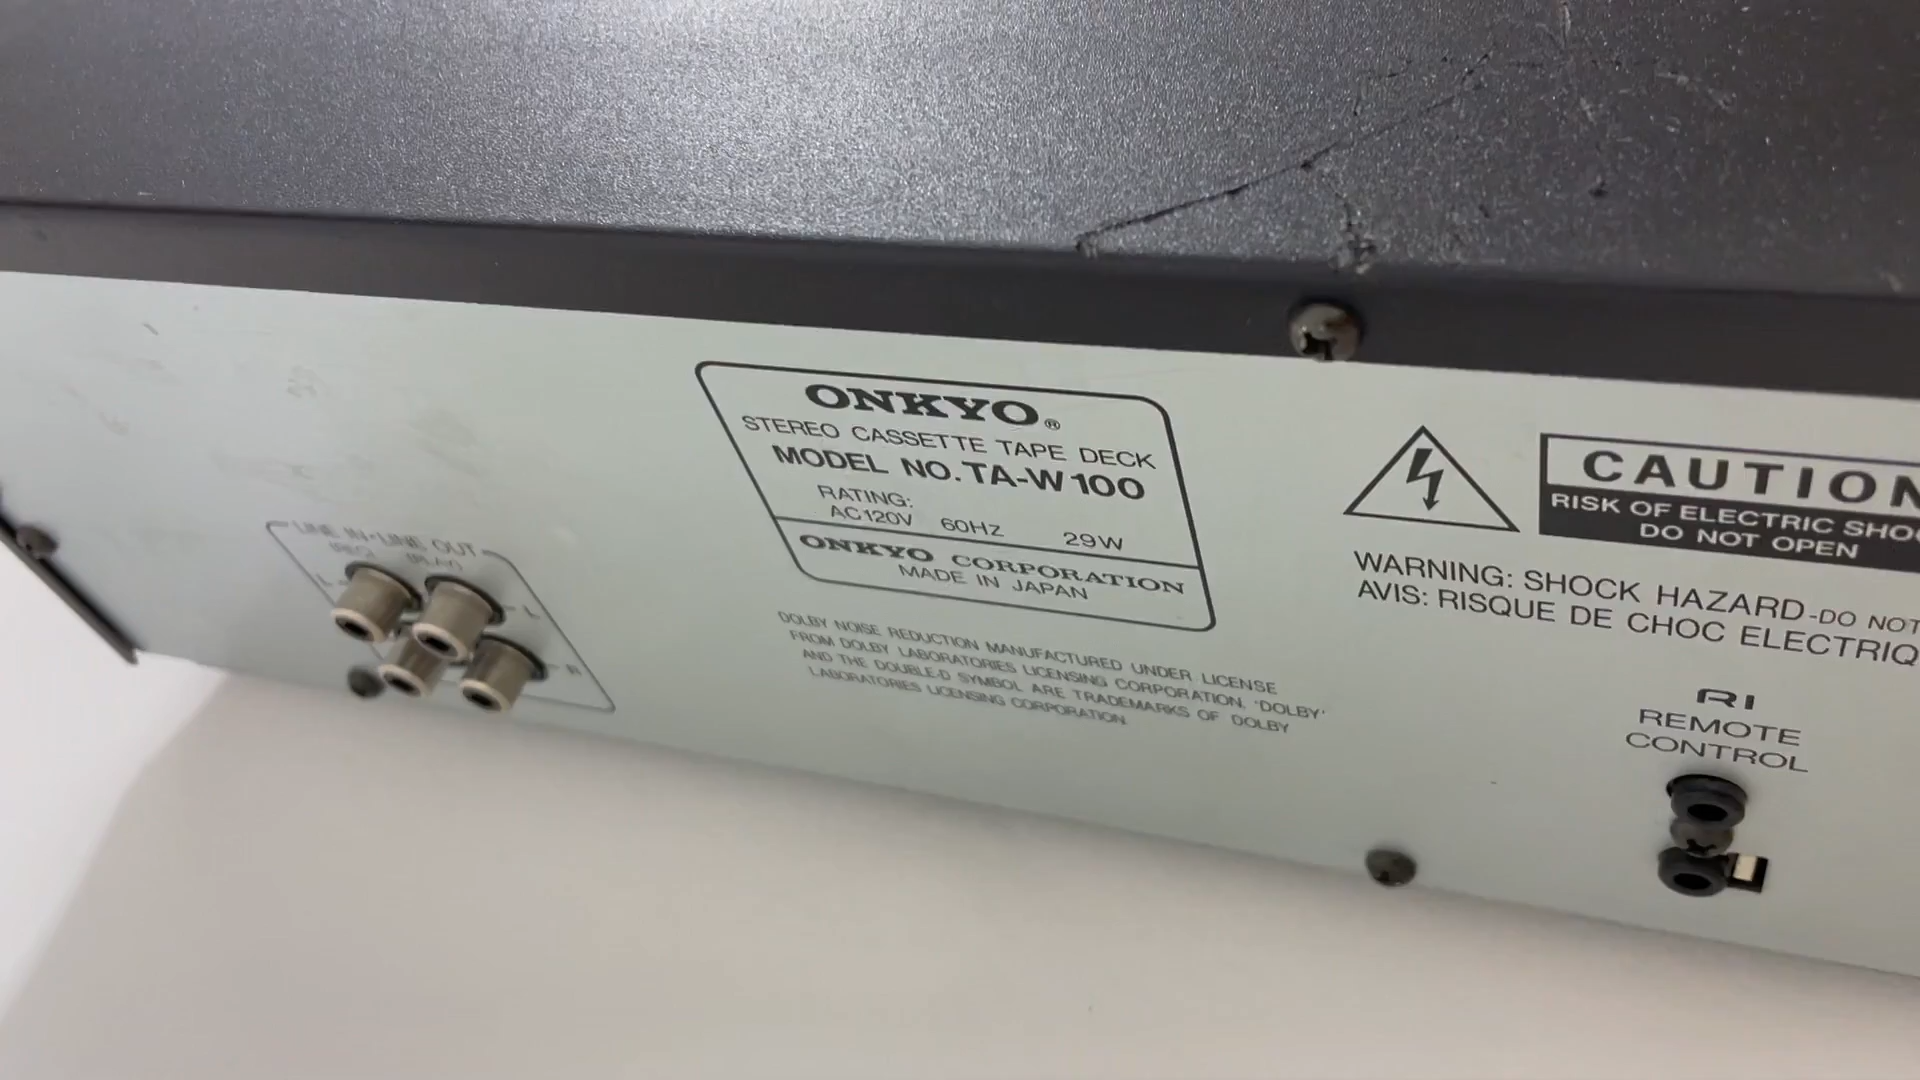 ONKYO®
STEREO CASSETTE TAPE DECK
MODEL NO. TA-W100
RATING:
AC120V 60HZ 29W
ONKYO CORPORATION
MADE IN JAPAN
DOLBY NOISE REDUCTION MANUFACTURED UNDER LICENSE
FROM DOLBY LABORATORIES LICENSING CORPORATION. 'DOLBY'
AND THE DOUBLE-D SYMBOL ARE TRADEMARKS OF DOLBY
LABORATORIES LICENSING CORPORATION.
LINE IN LINE OUT
(REC) (PLAY)
L L
R
CAUTION
RISK OF ELECTRIC SHO
DO NOT OPEN
WARNING: SHOCK HAZARD-DO NOT
AVIS: RISQUE DE CHOC ELECTRIQ
RI
REMOTE
CONTROL